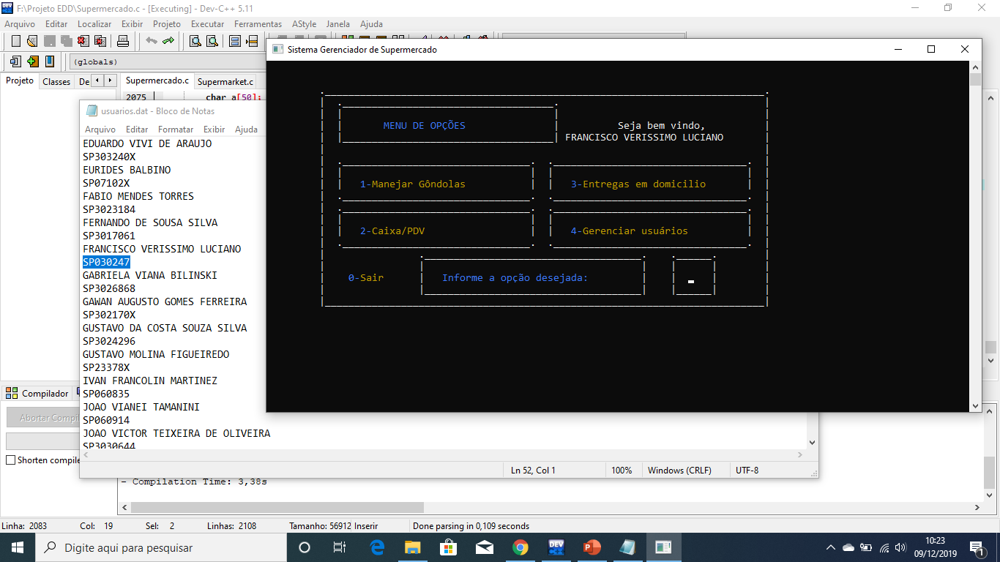 F:\Projeto EDD\Supermercado.c - [Executing] - Dev-C++ 5.11
Arquivo Editar Localizar Exibir Projeto Executar Ferramentas AStyle Janela Ajuda
(globals)
Projeto Classes De
Supermercado.c Supermarket.c
2075 char a[50];
usuarios.dat - Bloco de Notas
Arquivo Editar Formatar Exibir Ajuda
EDUARDO VIVI DE ARAUJO
SP303240X
EURIDES BALBINO
SP07102X
FABIO MENDES TORRES
SP3023184
FERNANDO DE SOUSA SILVA
SP3017061
FRANCISCO VERISSIMO LUCIANO
SP030247
GABRIELA VIANA BILINSKI
SP3026868
GAWAN AUGUSTO GOMES FERREIRA
SP302170X
GUSTAVO DA COSTA SOUZA SILVA
SP3024296
GUSTAVO MOLINA FIGUEIREDO
SP23378X
IVAN FRANCOLIN MARTINEZ
SP060835
JOAO VIANEI TAMANINI
SP060914
JOAO VICTOR TEIXEIRA DE OLIVEIRA
SP3030644
Ln 52, Col 1 100% Windows (CRLF) UTF-8
Sistema Gerenciador de Supermercado
MENU DE OPÇÕES
Seja bem vindo,
FRANCISCO VERISSIMO LUCIANO
1-Manejar Gôndolas
3-Entregas em domicilio
2-Caixa/PDV
4-Gerenciar usuários
0-Sair
Informe a opção desejada:
Compilador
Abortar Compil
Shorten compile
- Compilation Time: 3,38s
Linha: 2083 Col: 19 Sel: 2 Linhas: 2108 Tamanho: 56912 Inserir Done parsing in 0,109 seconds
Digite aqui para pesquisar
DEV
10:23
09/12/2019
1